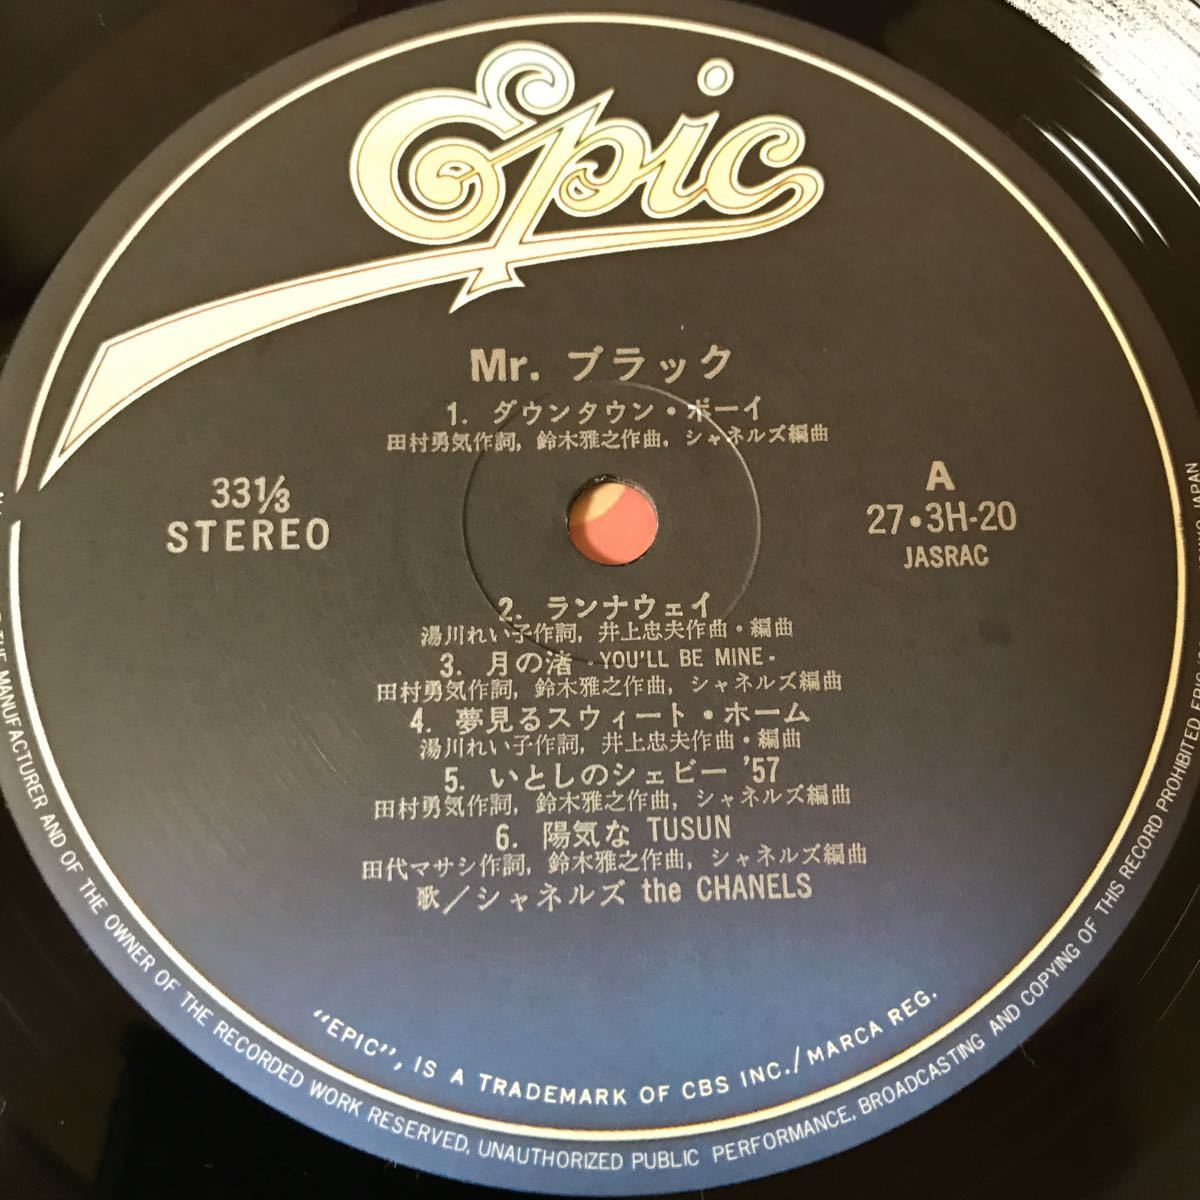 Epic
Mr. ブラック
1. ダウンタウン・ボーイ
田村勇気作詞, 鈴木雅之作曲, シャネルズ編曲
33⅓
STEREO
A
27・3H-20
JASRAC
2. ランナウェイ
湯川れい子作詞, 井上忠夫作曲・編曲
3. 月の渚 -YOU'LL BE MINE-
田村勇気作詞, 鈴木雅之作曲, シャネルズ編曲
4. 夢見るスウィート・ホーム
湯川れい子作詞, 井上忠夫作曲・編曲
5. いとしのシェビー '57
田村勇気作詞, 鈴木雅之作曲, シャネルズ編曲
6. 陽気な TUSUN
田代マサシ作詞, 鈴木雅之作曲, シャネルズ編曲
歌／シャネルズ the CHANELS
"EPIC", IS A TRADEMARK OF CBS INC./MARCA REG.
THE MANUFACTURER AND OF THE OWNER OF THE RECORDED WORK RESERVED, UNAUTHORIZED PUBLIC PERFORMANCE, BROADCASTING AND COPYING OF THIS RECORD PROHIBITED JAPAN